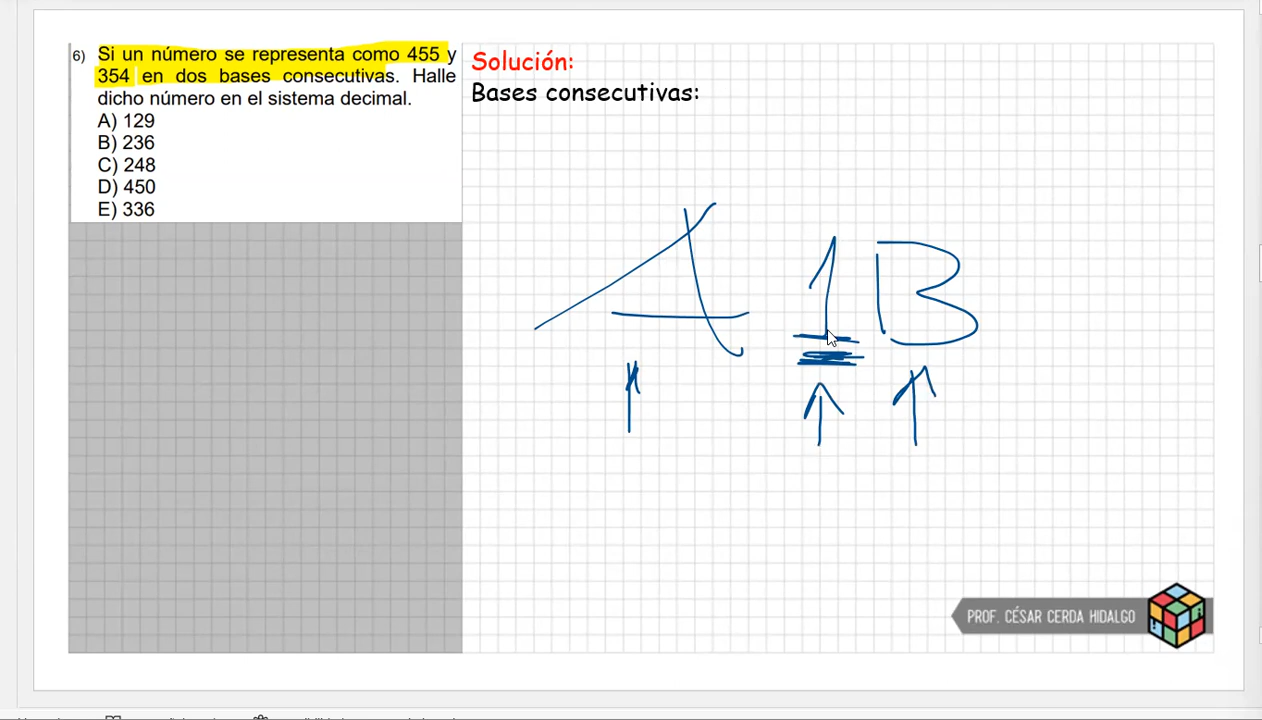 6) Si un número se representa como 455 y
354 en dos bases consecutivas. Halle
dicho número en el sistema decimal.
A) 129
B) 236
C) 248
D) 450
E) 336
Solución:
Bases consecutivas:
A 1 B
PROF. CÉSAR CERDA HIDALGO